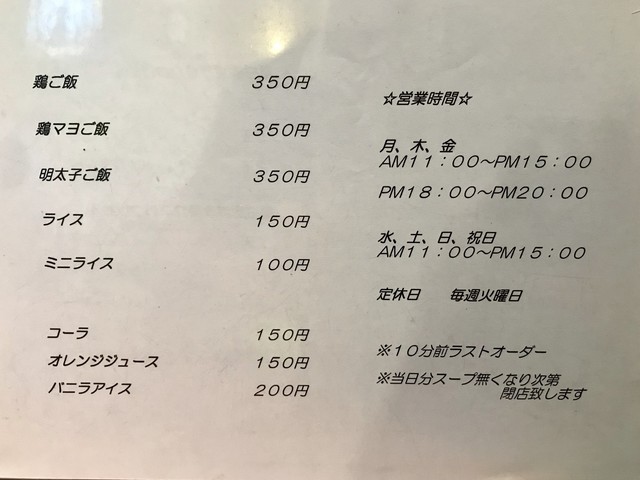 鶏ご飯 350円
鶏マヨご飯 350円
明太子ご飯 350円
ライス 150円
ミニライス 100円
コーラ 150円
オレンジジュース 150円
バニラアイス 200円
☆営業時間☆
月、木、金
AM11:00～PM15:00
PM18:00～PM20:00
水、土、日、祝日
AM11:00～PM15:00
定休日 毎週火曜日
※10分前ラストオーダー
※当日分スープ無くなり次第
閉店致します